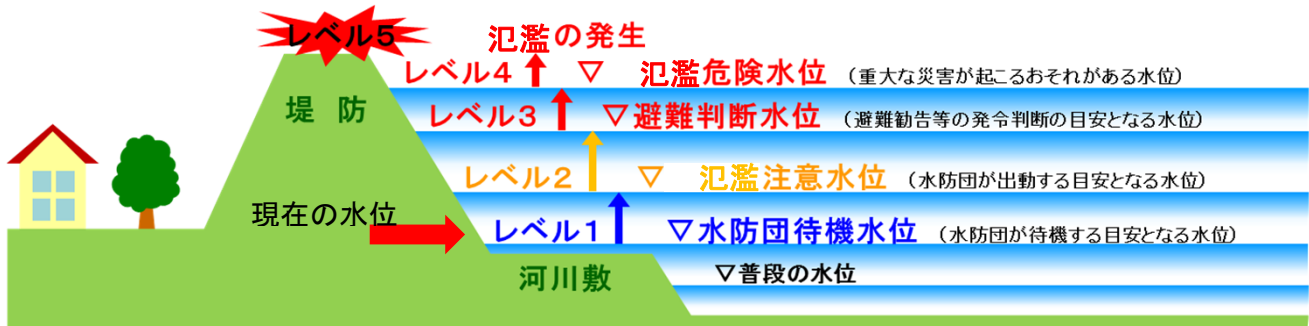 レベル5
氾濫の発生
レベル4 ▽ 氾濫危険水位 (重大な災害が起こるおそれがある水位)
堤 防
レベル3 ▽避難判断水位 (避難勧告等の発令判断の目安となる水位)
レベル2 ▽ 氾濫注意水位 (水防団が出動する目安となる水位)
現在の水位
レベル1 ▽水防団待機水位 (水防団が待機する目安となる水位)
河川敷
▽普段の水位